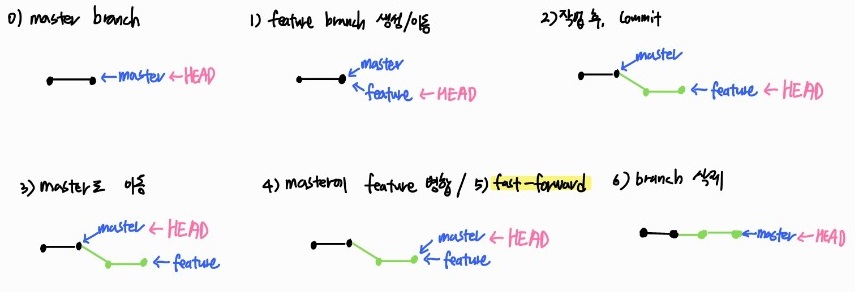 0) master branch
← master ← HEAD
1) feature branch 생성/이동
master
feature ← HEAD
2) 작업 후, commit
master
← feature ← HEAD
3) master로 이동
master ← HEAD
← feature
4) master에 feature 병합 / 5) fast-forward
master ← HEAD
← feature
6) branch 삭제
← master ← HEAD